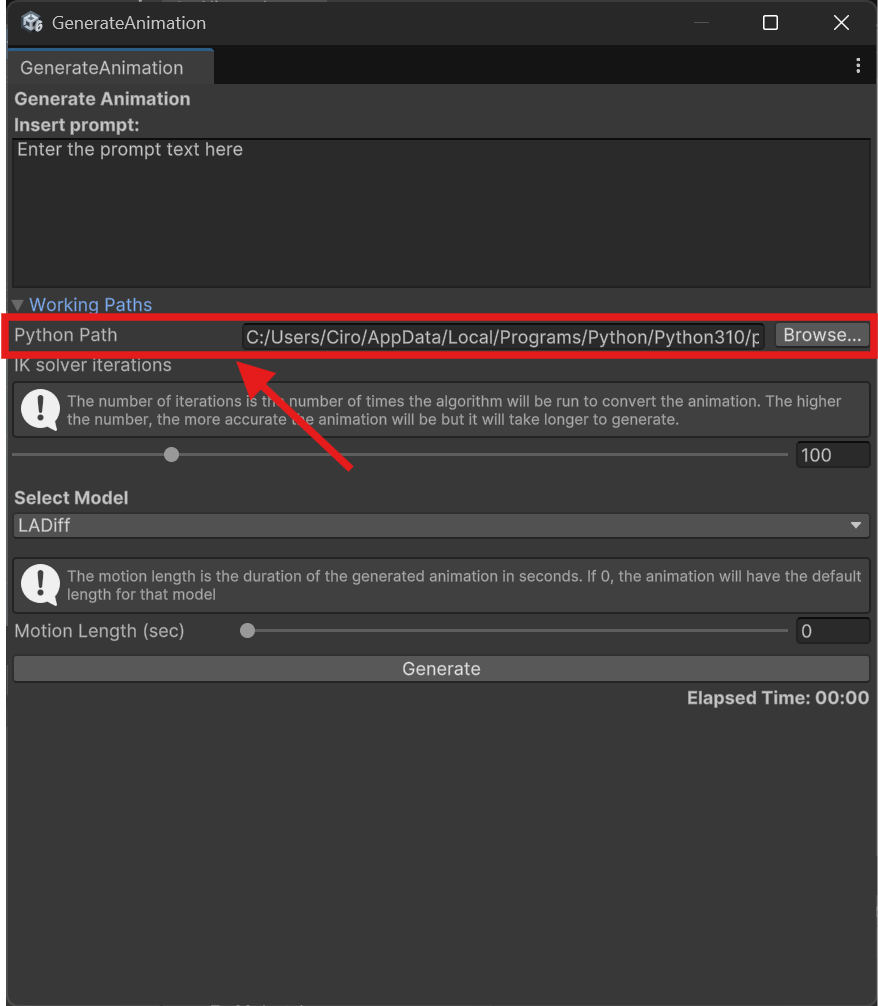 GenerateAnimation
GenerateAnimation
Generate Animation
Insert prompt:
Enter the prompt text here
Working Paths
Python Path C:/Users/Ciro/AppData/Local/Programs/Python/Python310/p Browse...
IK solver iterations
The number of iterations is the number of times the algorithm will be run to convert the animation. The higher
the number, the more accurate the animation will be but it will take longer to generate.
100
Select Model
LADiff
The motion length is the duration of the generated animation in seconds. If 0, the animation will have the default
length for that model
Motion Length (sec) 0
Generate
Elapsed Time: 00:00